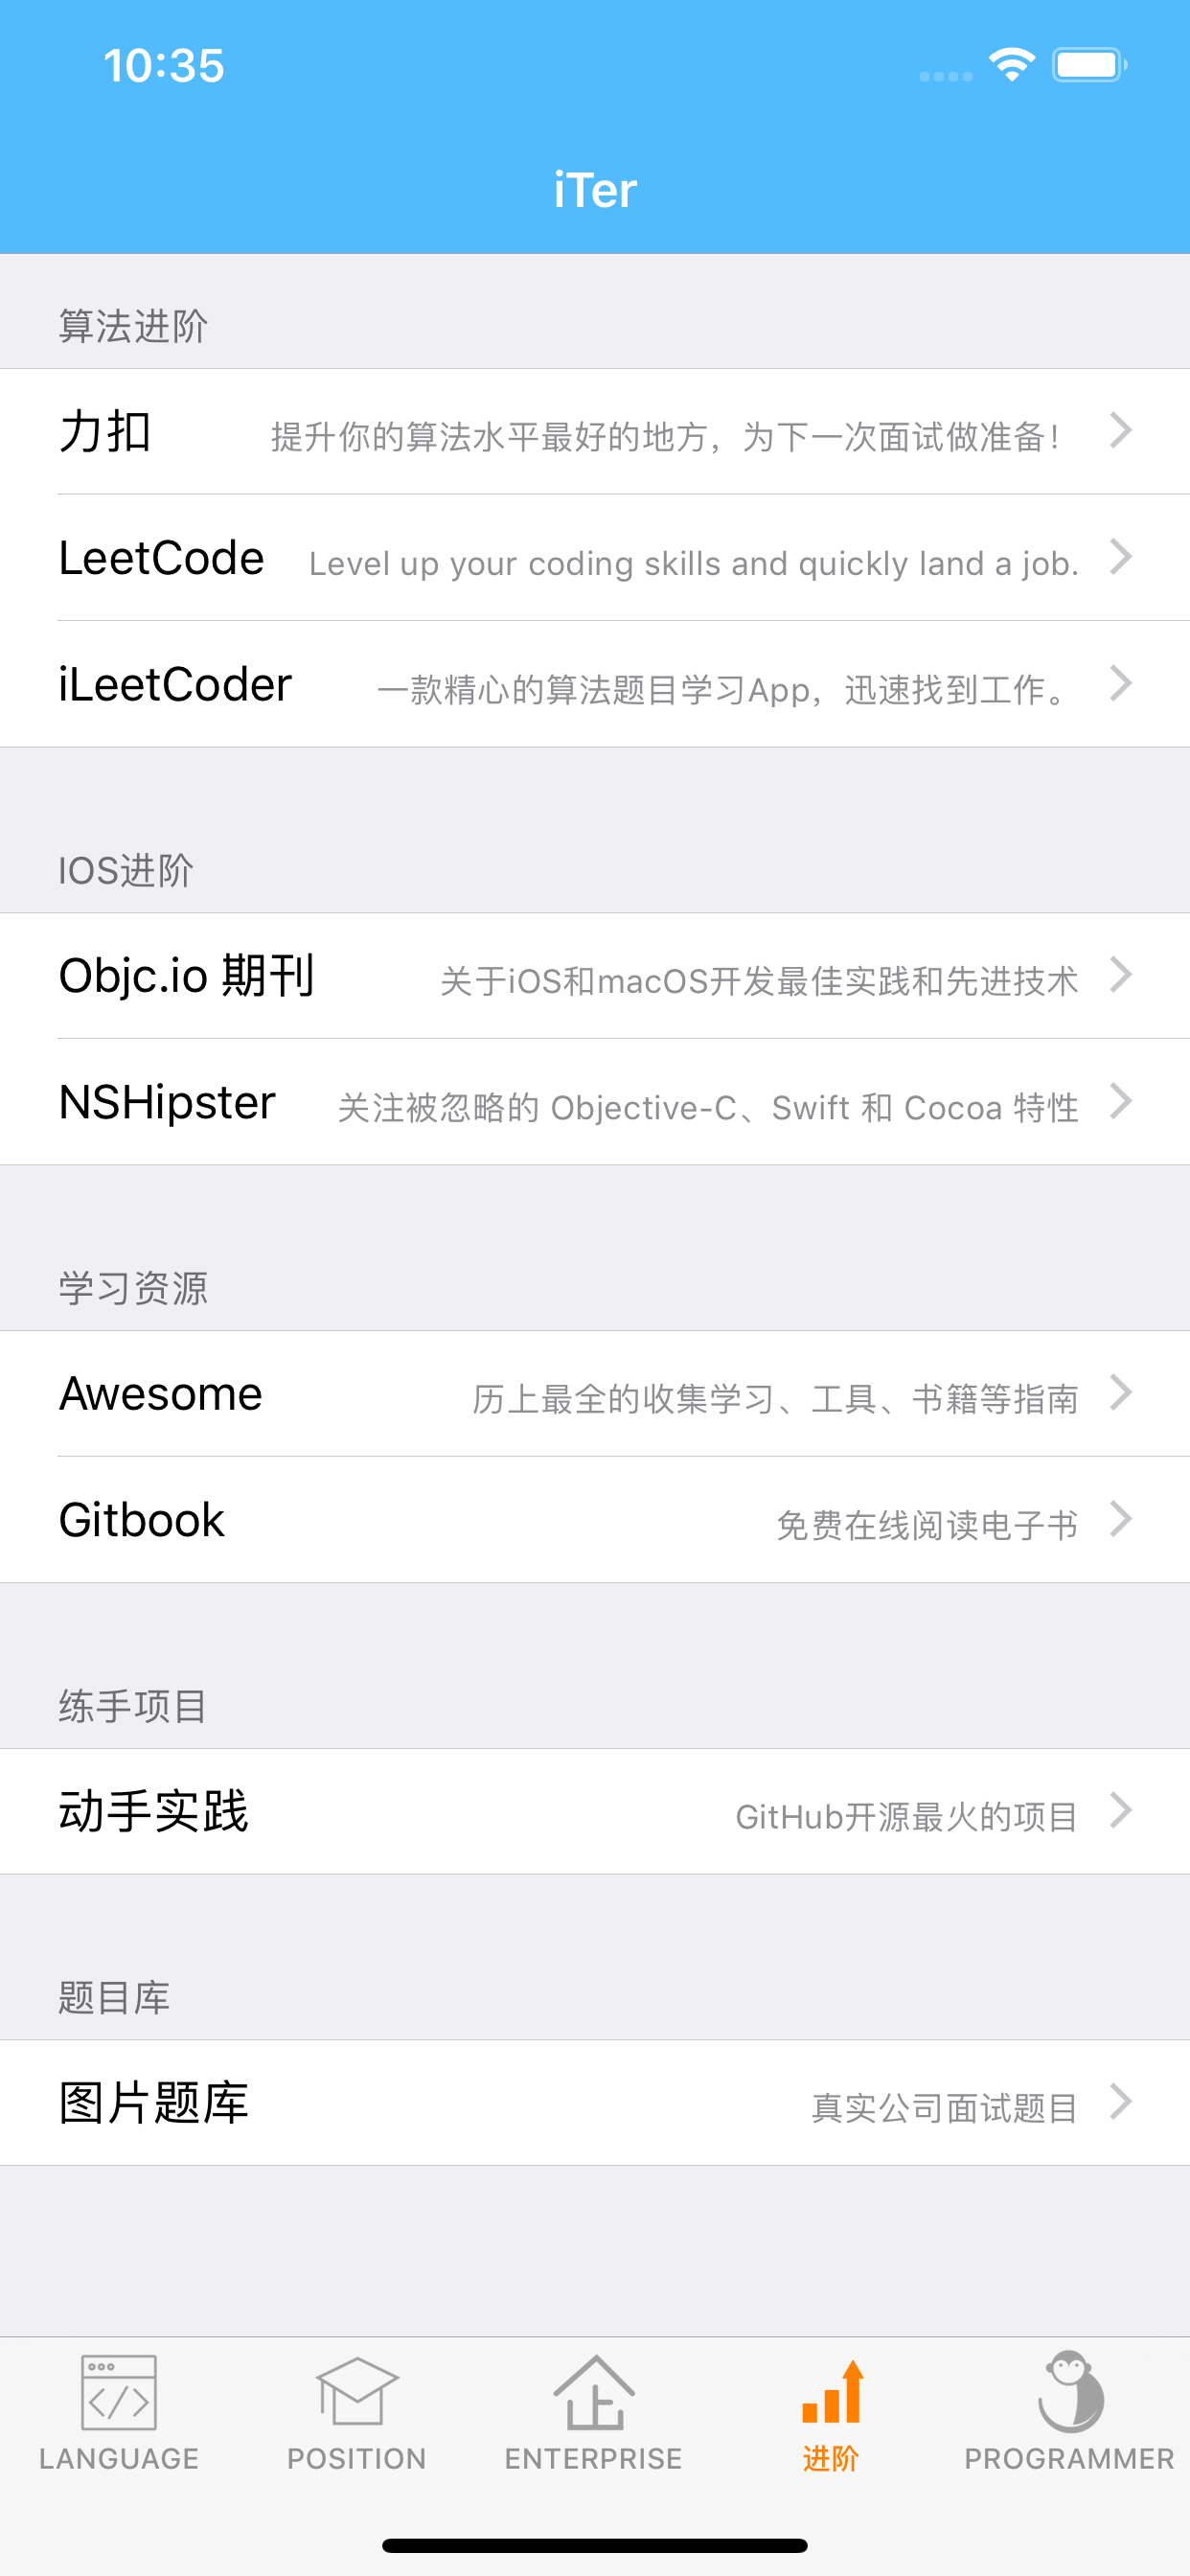 10:35
iTer
算法进阶
力扣 提升你的算法水平最好的地方，为下一次面试做准备！
LeetCode Level up your coding skills and quickly land a job.
iLeetCoder 一款精心的算法题目学习App，迅速找到工作。
IOS进阶
Objc.io 期刊 关于iOS和macOS开发最佳实践和先进技术
NSHipster 关注被忽略的 Objective-C、Swift 和 Cocoa 特性
学习资源
Awesome 历上最全的收集学习、工具、书籍等指南
Gitbook 免费在线阅读电子书
练手项目
动手实践 GitHub开源最火的项目
题目库
图片题库 真实公司面试题目
LANGUAGE POSITION ENTERPRISE 进阶 PROGRAMMER